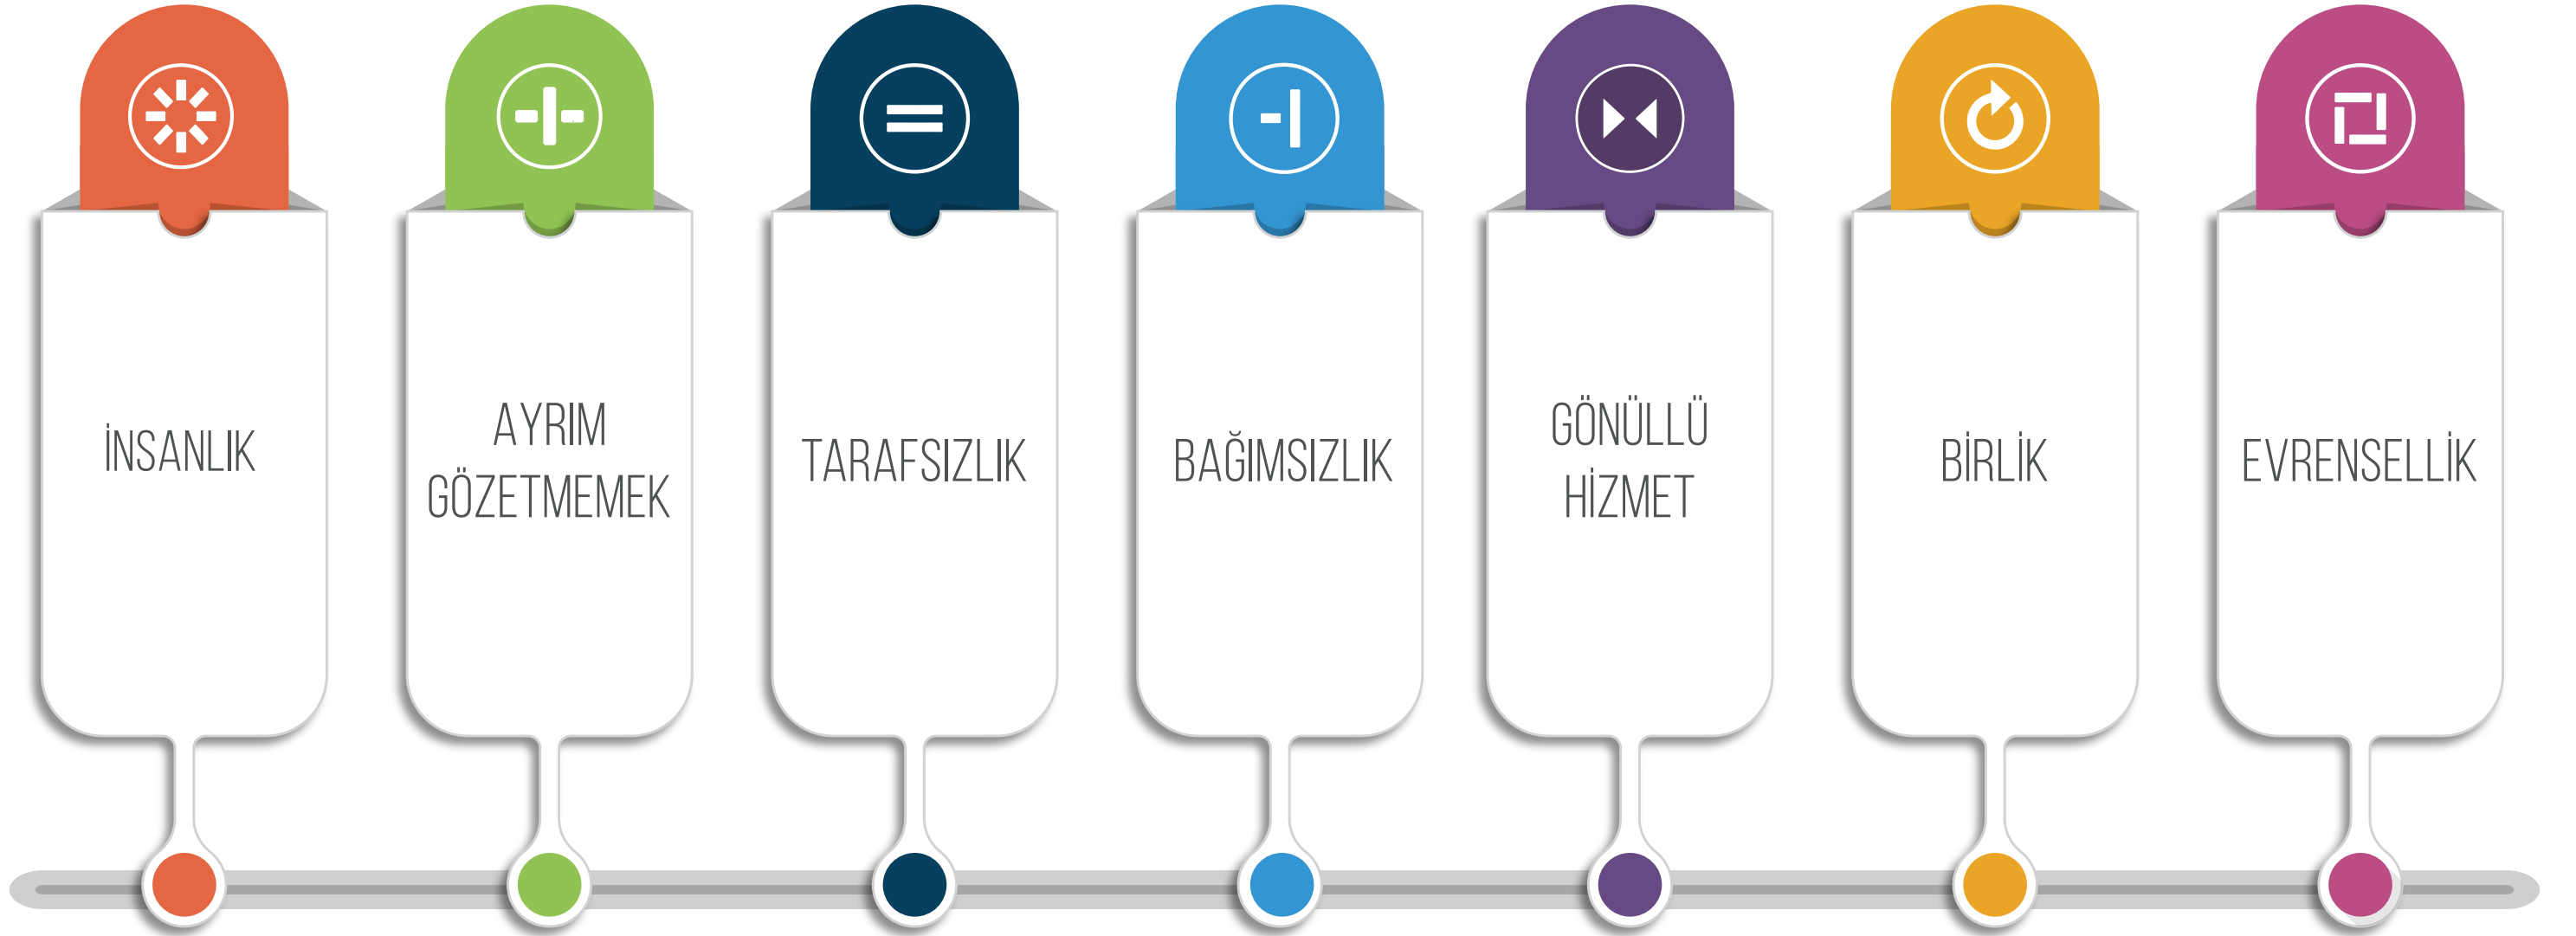 İNSANLIK
AYRIM
GÖZETMEMEK
TARAFSIZLIK
BAĞIMSIZLIK
GÖNÜLLÜ
HİZMET
BİRLİK
EVRENSELLİK